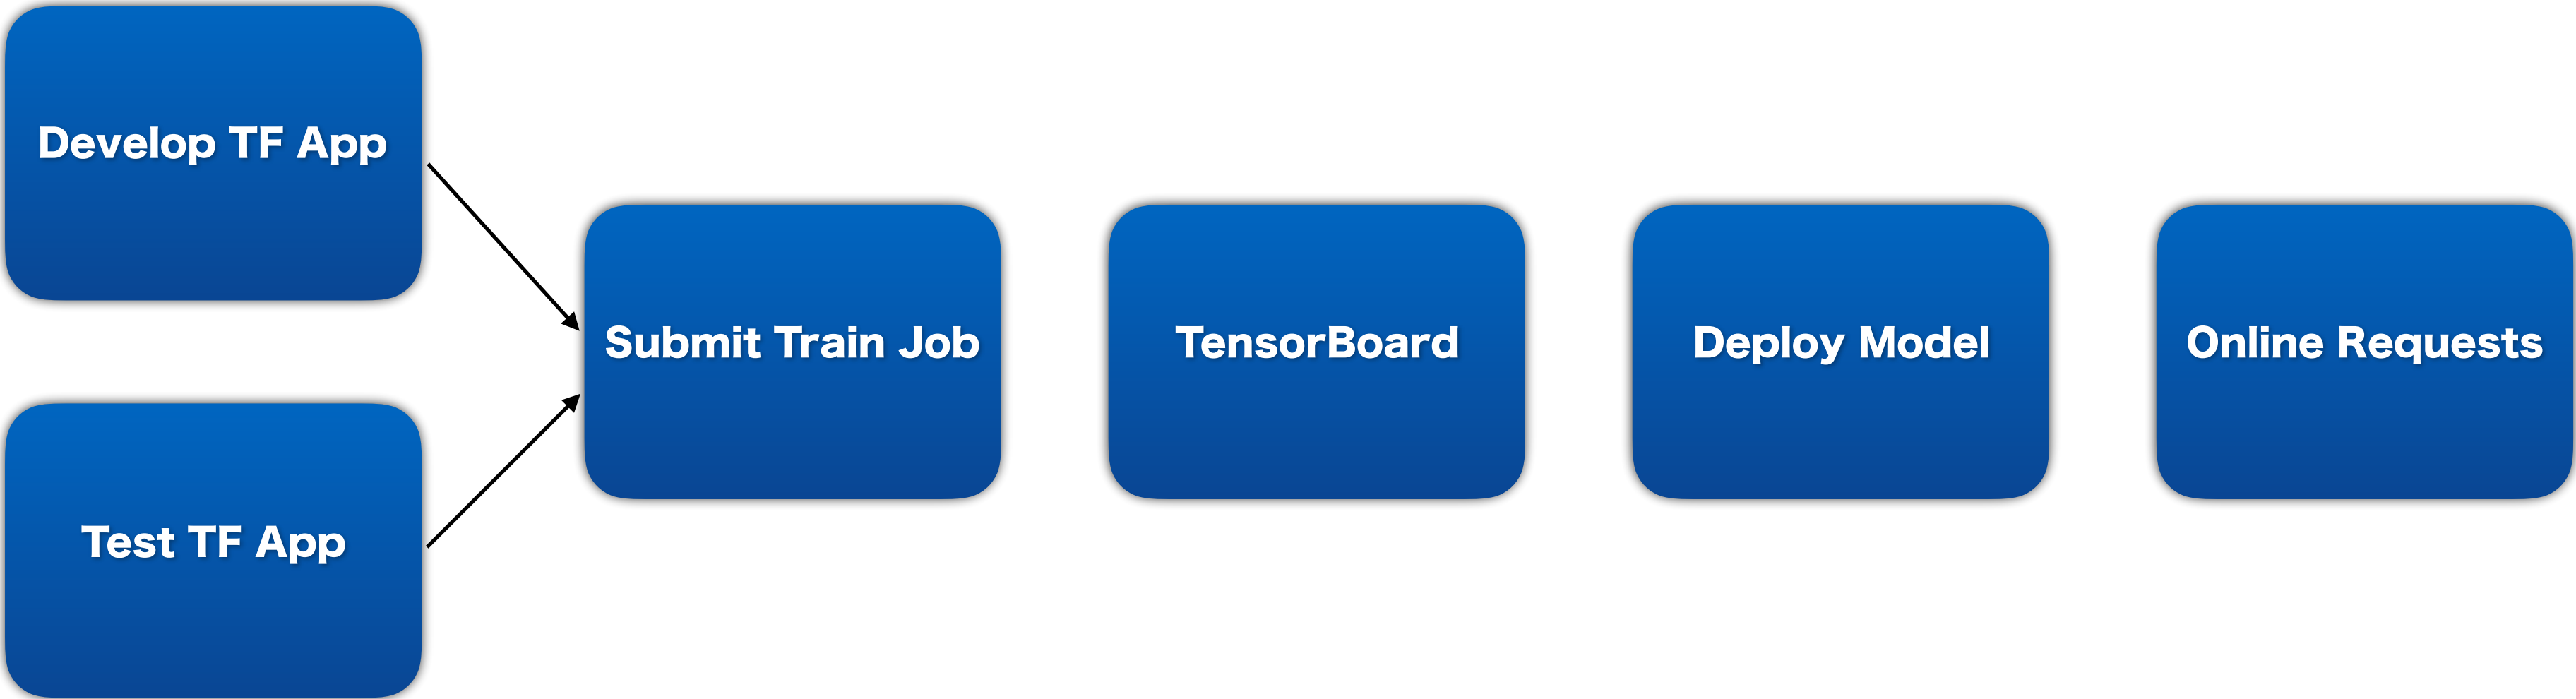 Develop TF App
Test TF App
Submit Train Job
TensorBoard
Deploy Model
Online Requests